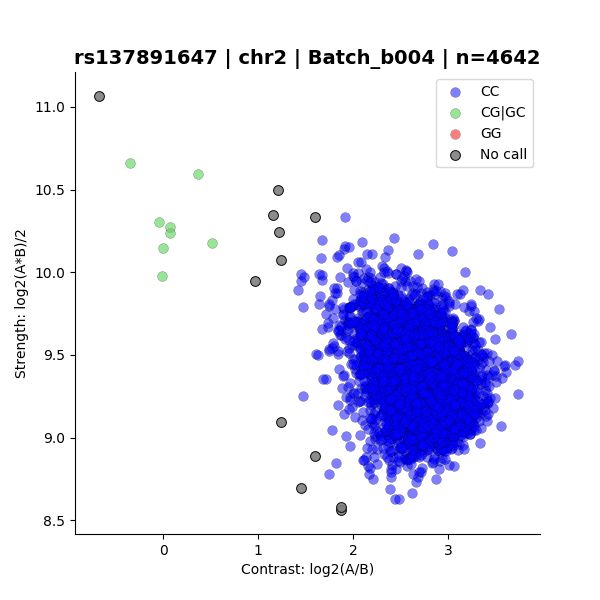 rs137891647 | chr2 | Batch_b004 | n=4642
CC
CG|GC
GG
No call
11.0
10.5
10.0
9.5
9.0
8.5
Strength: log2(A*B)/2
0 1 2 3
Contrast: log2(A/B)